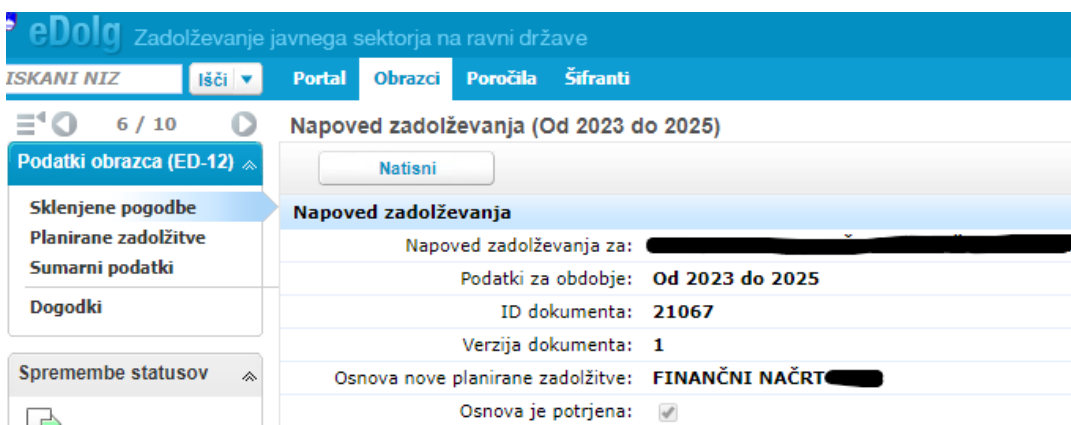 eDolg Zadolževanje javnega sektorja na ravni države
ISKANI NIZ Išči Portal Obrazci Poročila Šifranti
6 / 10
Napoved zadolževanja (Od 2023 do 2025)
Podatki obrazca (ED-12)
Natisni
Sklenjene pogodbe
Planirane zadolžitve
Sumarni podatki
Dogodki
Spremembe statusov
Napoved zadolževanja
Napoved zadolževanja za:
Podatki za obdobje: Od 2023 do 2025
ID dokumenta: 21067
Verzija dokumenta: 1
Osnova nove planirane zadolžitve: FINANČNI NAČRT
Osnova je potrjena: